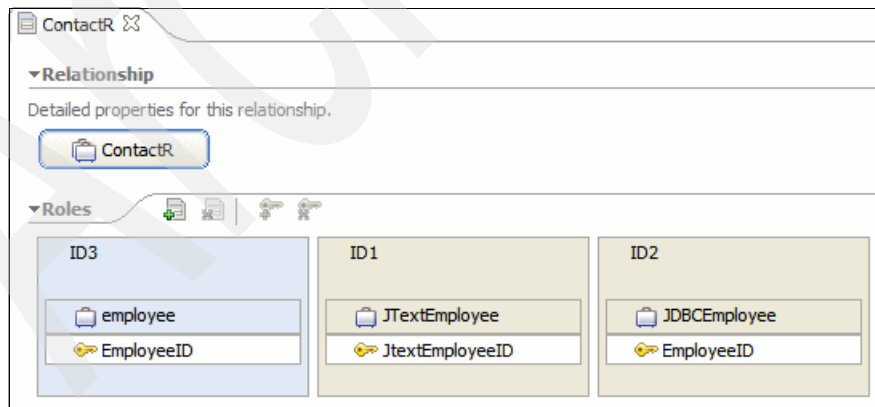 ContactR
Relationship
Detailed properties for this relationship.
ContactR
Roles
ID3 ID1 ID2
employee JTextEmployee JDBCEmployee
EmployeeID JtextEmployeeID EmployeeID